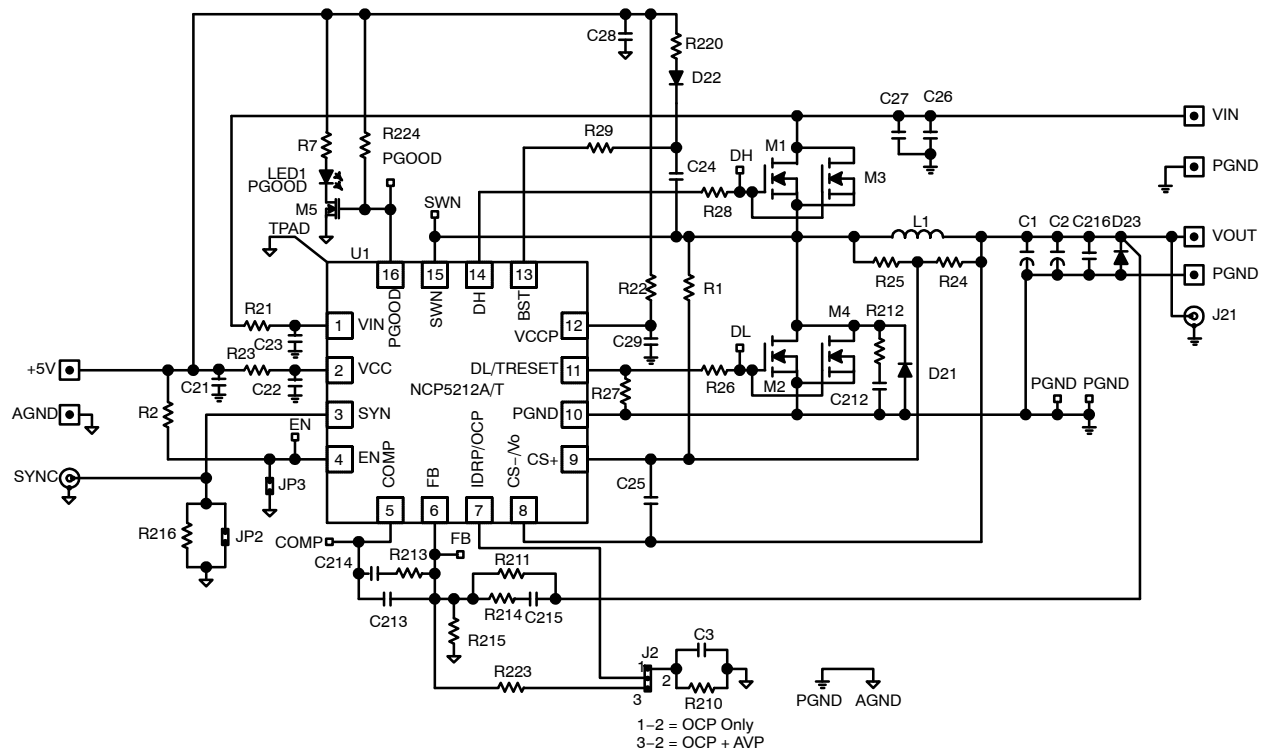 C28
R220
D22
C27
C26
VIN
R7
R224
PGOOD
R29
M1
DH
C24
M3
PGND
LED1
PGOOD
M5
SWN
R28
TPAD
U1
L1
C1
C2
C216
D23
VOUT
16
15
14
13
PGOOD
SWN
DH
BST
R25
R24
PGND
R22
R1
R21
1
VIN
VCCP
12
M4
R212
J21
C23
C29
DL
R23
+5V
2
VCC
DL/TRESET
11
C21
C22
NCP5212A/T
R27
R26
M2
D21
PGND
PGND
R2
C212
AGND
3
SYN
PGND
10
EN
4
EN
CS+
9
COMP
FB
IDRP/OCP
CS−/Vo
SYNC
JP3
C25
5
6
7
8
R216
JP2
COMP
FB
C214
R213
R211
C213
R214
C215
R215
C3
J2
1
R223
2
3
R210
PGND
AGND
1−2 = OCP Only
3−2 = OCP + AVP